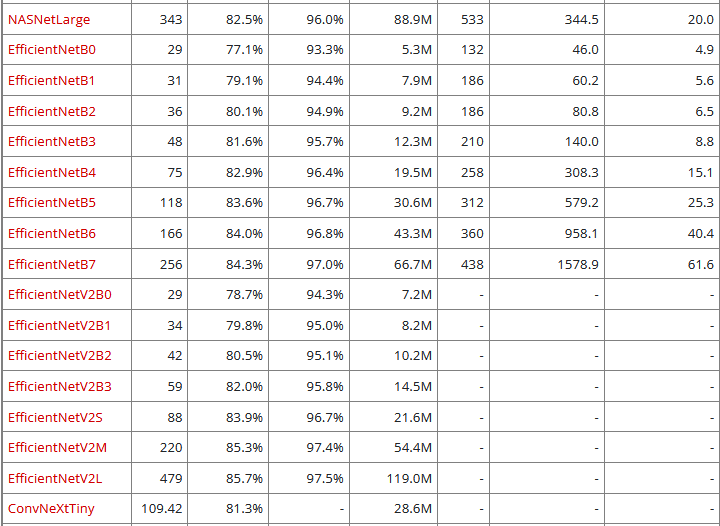 NASNetLarge 343 82.5% 96.0% 88.9M 533 344.5 20.0
EfficientNetB0 29 77.1% 93.3% 5.3M 132 46.0 4.9
EfficientNetB1 31 79.1% 94.4% 7.9M 186 60.2 5.6
EfficientNetB2 36 80.1% 94.9% 9.2M 186 80.8 6.5
EfficientNetB3 48 81.6% 95.7% 12.3M 210 140.0 8.8
EfficientNetB4 75 82.9% 96.4% 19.5M 258 308.3 15.1
EfficientNetB5 118 83.6% 96.7% 30.6M 312 579.2 25.3
EfficientNetB6 166 84.0% 96.8% 43.3M 360 958.1 40.4
EfficientNetB7 256 84.3% 97.0% 66.7M 438 1578.9 61.6
EfficientNetV2B0 29 78.7% 94.3% 7.2M - - -
EfficientNetV2B1 34 79.8% 95.0% 8.2M - - -
EfficientNetV2B2 42 80.5% 95.1% 10.2M - - -
EfficientNetV2B3 59 82.0% 95.8% 14.5M - - -
EfficientNetV2S 88 83.9% 96.7% 21.6M - - -
EfficientNetV2M 220 85.3% 97.4% 54.4M - - -
EfficientNetV2L 479 85.7% 97.5% 119.0M - - -
ConvNeXtTiny 109.42 81.3% - 28.6M - - -